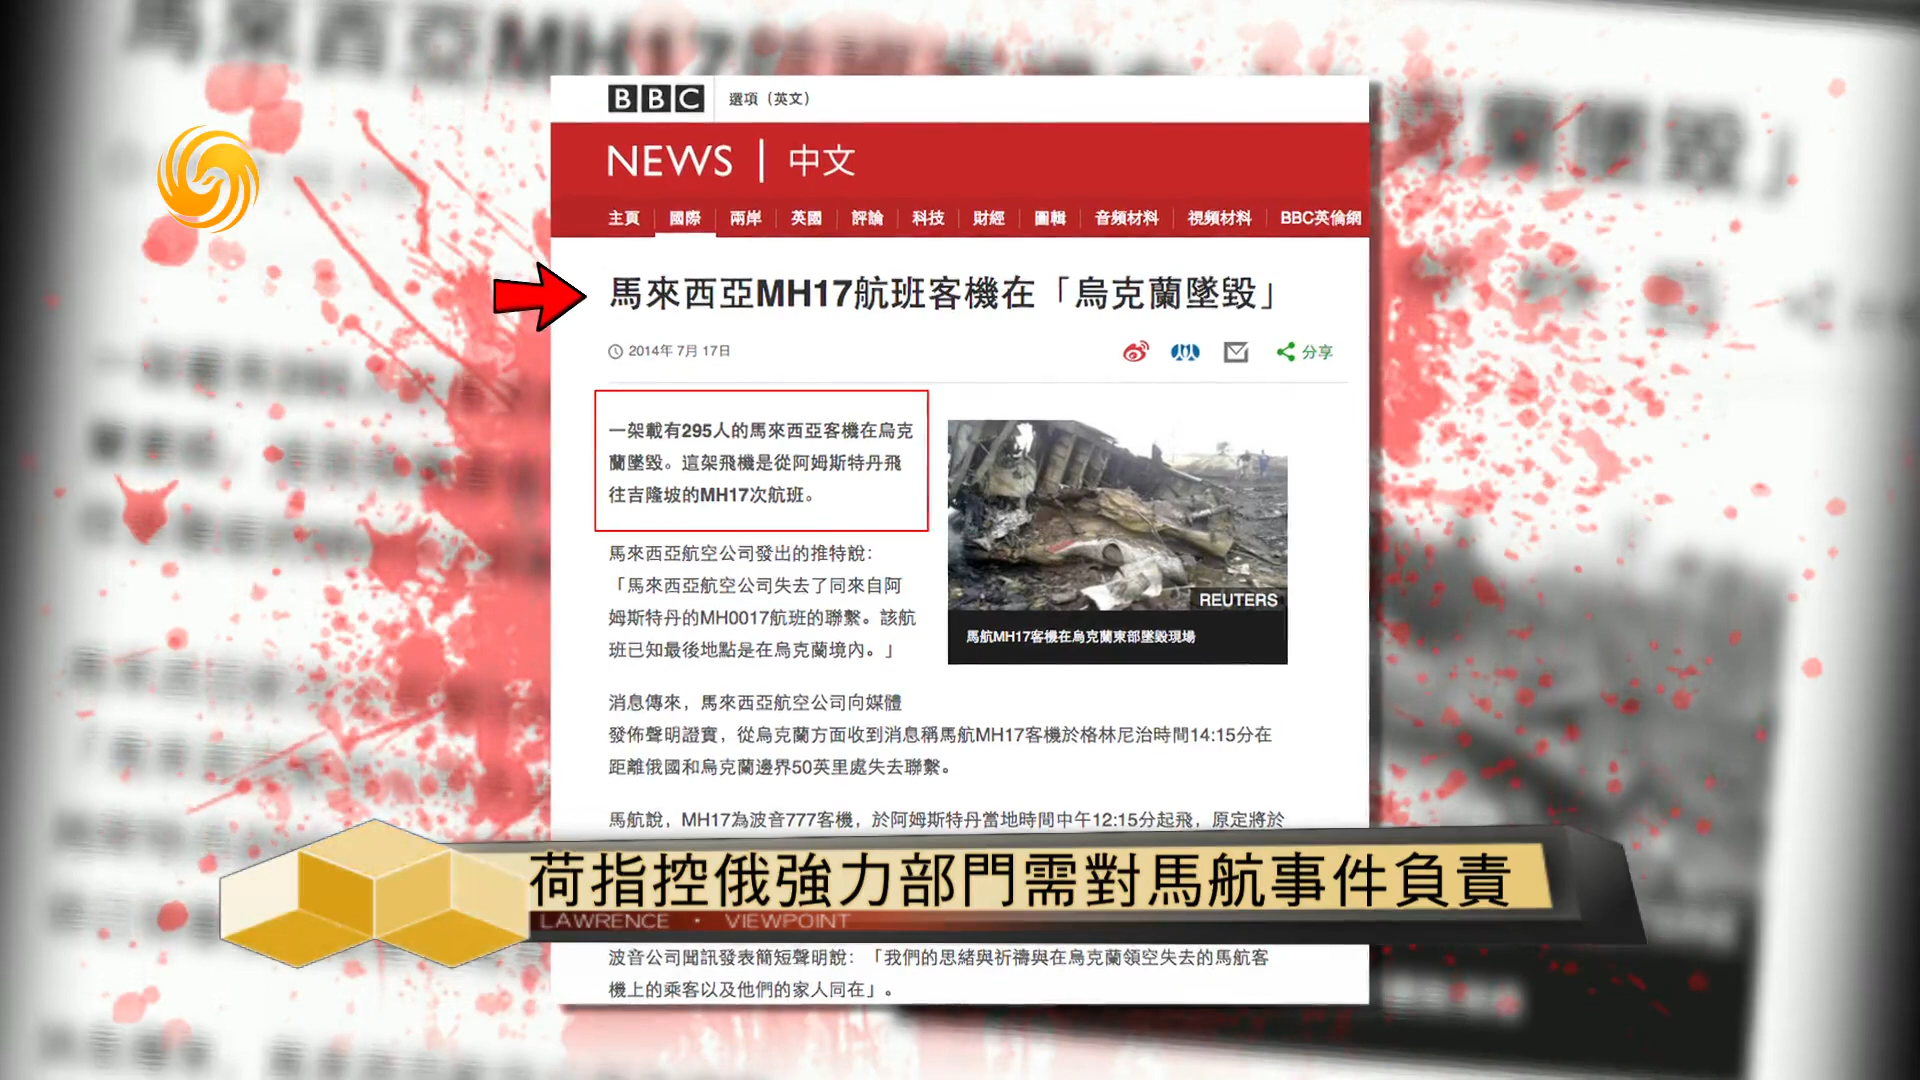 BBC 選項（英文）
NEWS | 中文
主頁 國際 兩岸 英國 評論 科技 財經 圖輯 音頻材料 視頻材料 BBC英倫網
馬來西亞MH17航班客機在「烏克蘭墜毀」
2014年 7月 17日
分享
一架載有295人的馬來西亞客機在烏克
蘭墜毀。這架飛機是從阿姆斯特丹飛
往吉隆坡的MH17次航班。
REUTERS
馬航MH17客機在烏克蘭東部墜毀現場
馬來西亞航空公司發出的推特說：
「馬來西亞航空公司失去了同來自阿
姆斯特丹的MH0017航班的聯繫。該航
班已知最後地點是在烏克蘭境內。」
消息傳來，馬來西亞航空公司向媒體
發佈聲明證實，從烏克蘭方面收到消息稱馬航MH17客機於格林尼治時間14:15分在
距離俄國和烏克蘭邊界50英里處失去聯繫。
馬航說，MH17為波音777客機，於阿姆斯特丹當地時間中午12:15分起飛，原定將於
荷指控俄強力部門需對馬航事件負責
LAWRENCE · VIEWPOINT
波音公司聞訊發表簡短聲明說：「我們的思緒與祈禱與在烏克蘭領空失去的馬航客
機上的乘客以及他們的家人同在」。